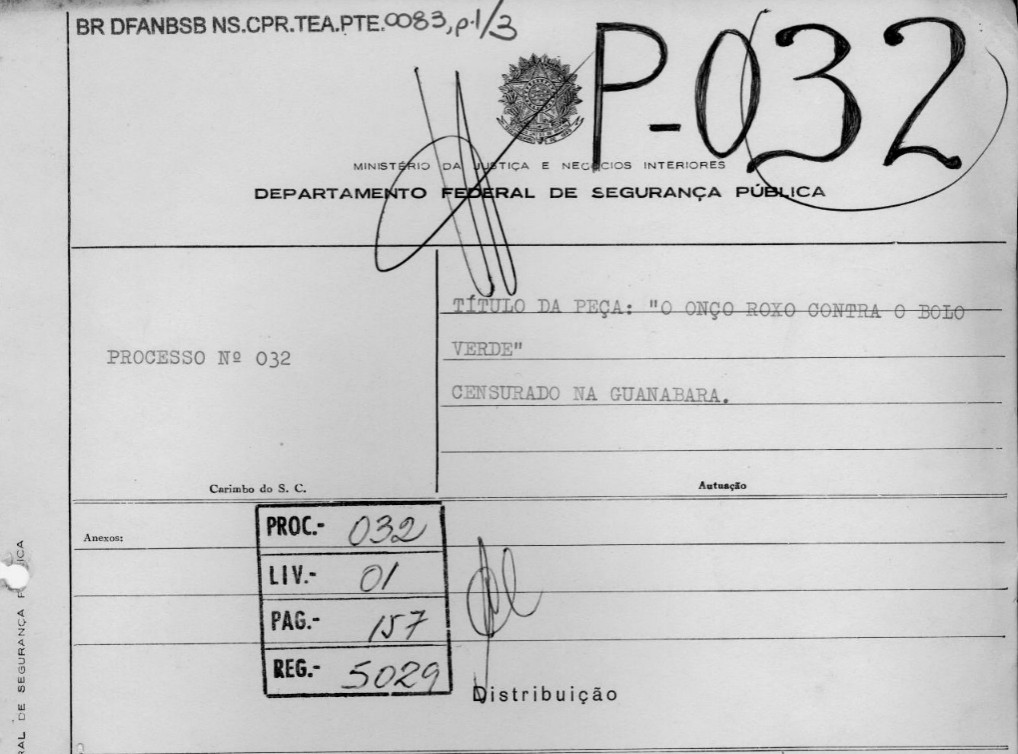 BR DFANBSB NS.CPR.TEA.PTE.0083, p.1/3
P-032
MINISTÉRIO DA JUSTIÇA E NEGÓCIOS INTERIORES
DEPARTAMENTO FEDERAL DE SEGURANÇA PÚBLICA
PROCESSO Nº 032
TÍTULO DA PEÇA: "O ONÇO ROXO CONTRA O BOLO
VERDE"
CENSURADO NA GUANABARA.
Carimbo do S. C.
Autuação
Anexos:
PROC.- 032
LIV.- 01
PAG.- 157
REG.- 5029
Distribuição
DE SEGURANÇA